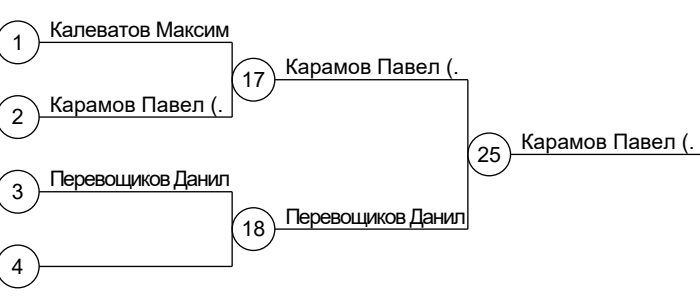 Калеватов Максим
1
Карамов Павел (.
17
Карамов Павел (.
2
Карамов Павел (.
25
Перевощиков Данил
3
Перевощиков Данил
18
4